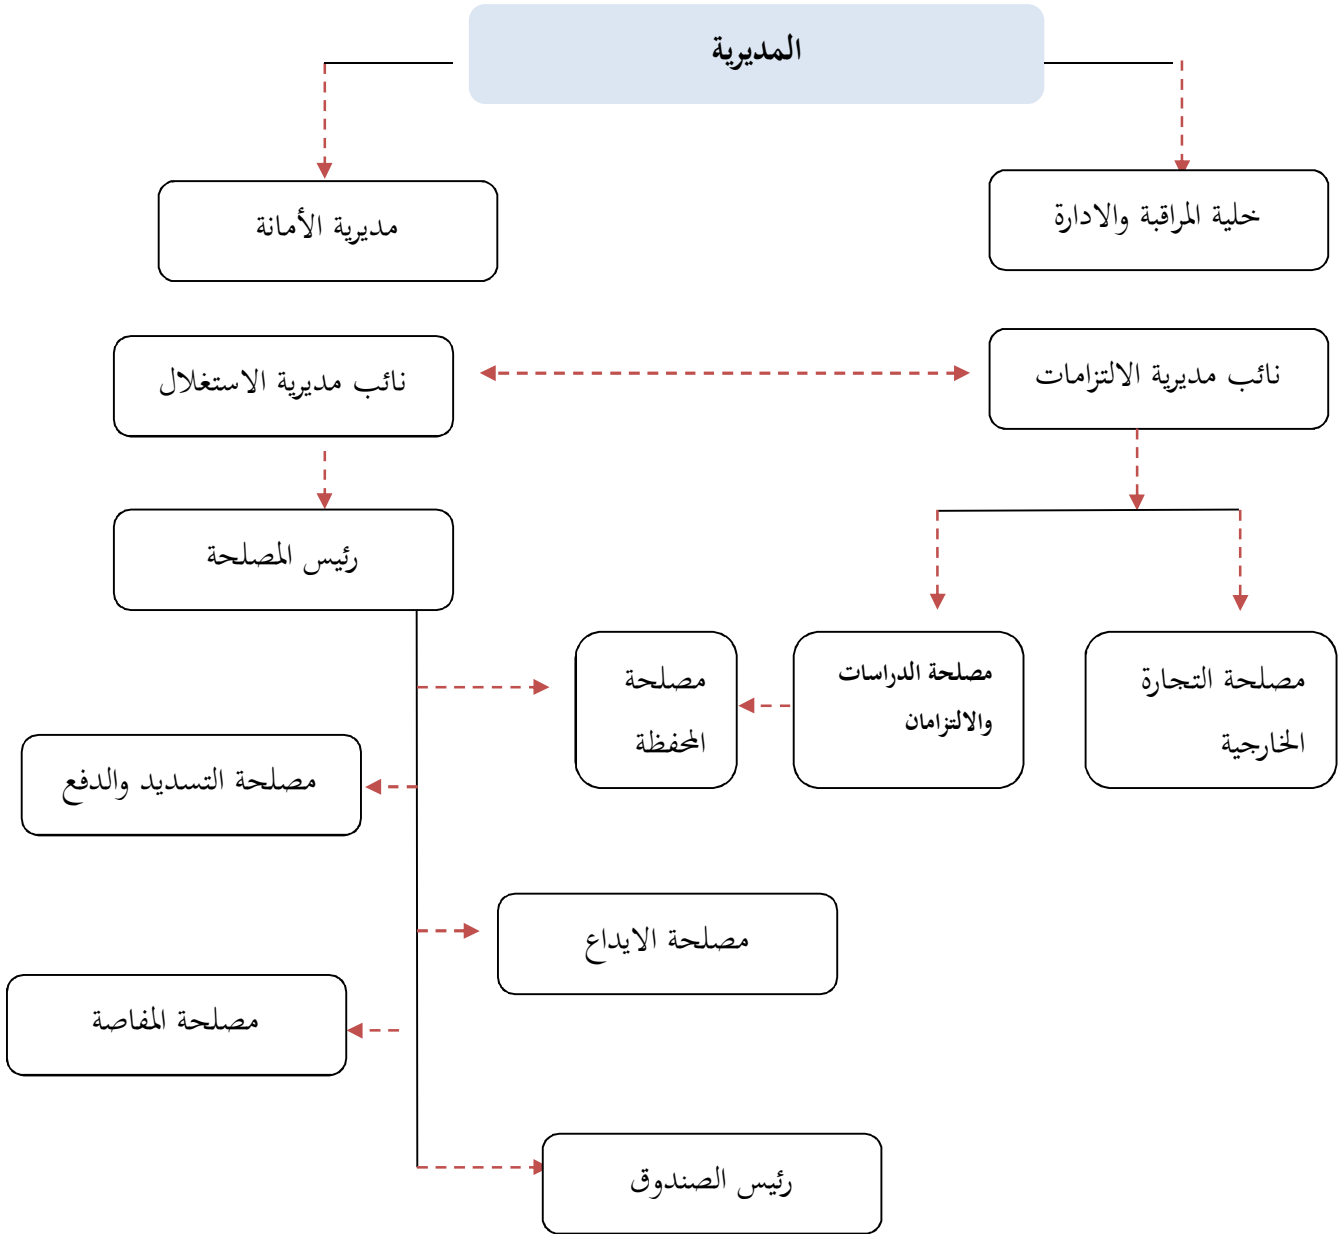 المديرية
خلية المراقبة والادارة
مديرية الأمانة
نائب مديرية الالتزامات
نائب مديرية الاستغلال
رئيس المصلحة
مصلحة التجارة
الخارجية
مصلحة الدراسات
والالتزامان
مصلحة
المحفظة
مصلحة التسديد والدفع
مصلحة الايداع
مصلحة المفاصة
رئيس الصندوق